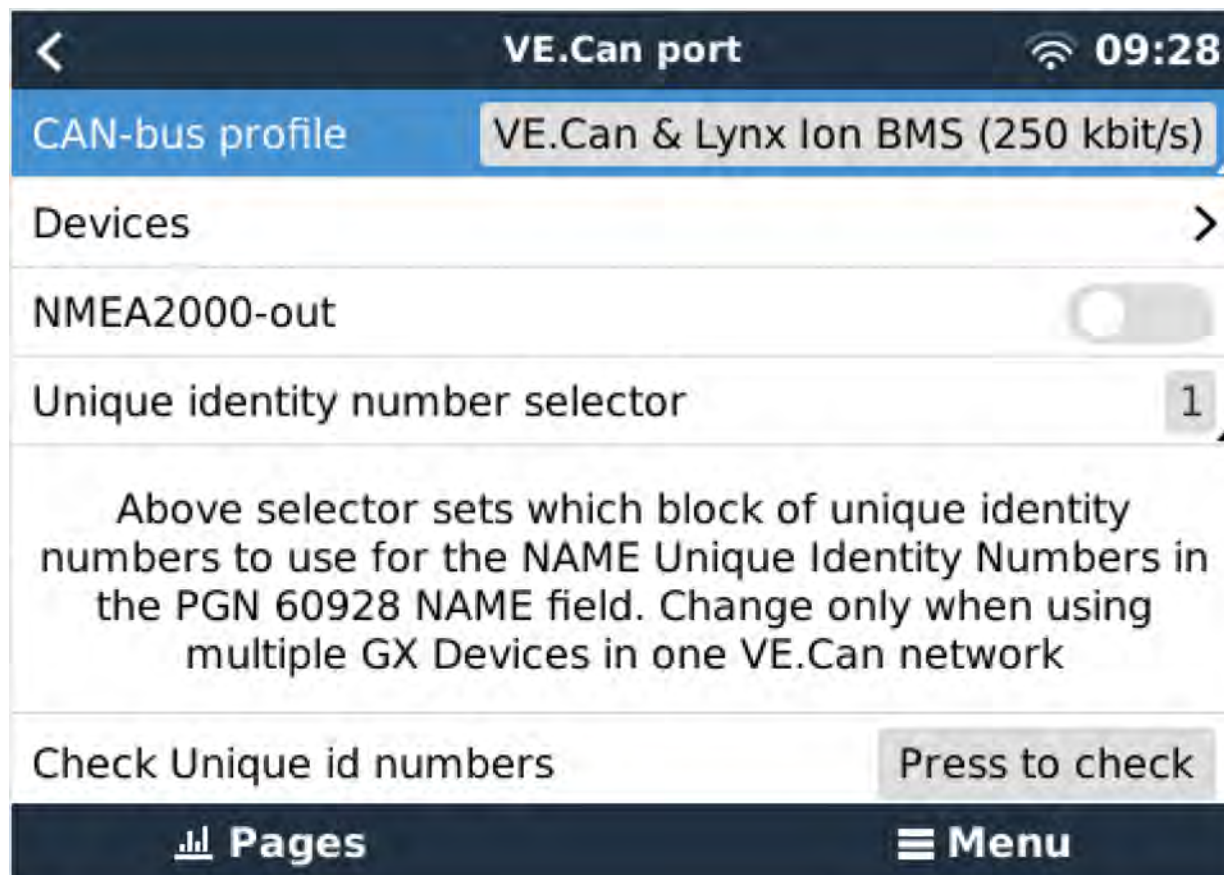 VE.Can port 09:28
CAN-bus profile VE.Can & Lynx Ion BMS (250 kbit/s)
Devices
NMEA2000-out
Unique identity number selector 1
Above selector sets which block of unique identity
numbers to use for the NAME Unique Identity Numbers in
the PGN 60928 NAME field. Change only when using
multiple GX Devices in one VE.Can network
Check Unique id numbers Press to check
Pages Menu